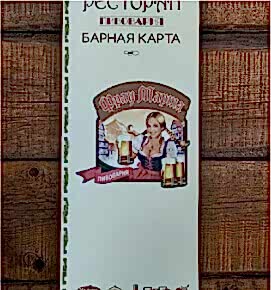 РЕСТОРАН
ПИВОВАРНЯ
БАРНАЯ КАРТА
Фрау Марта
ПИВОВАРНЯ